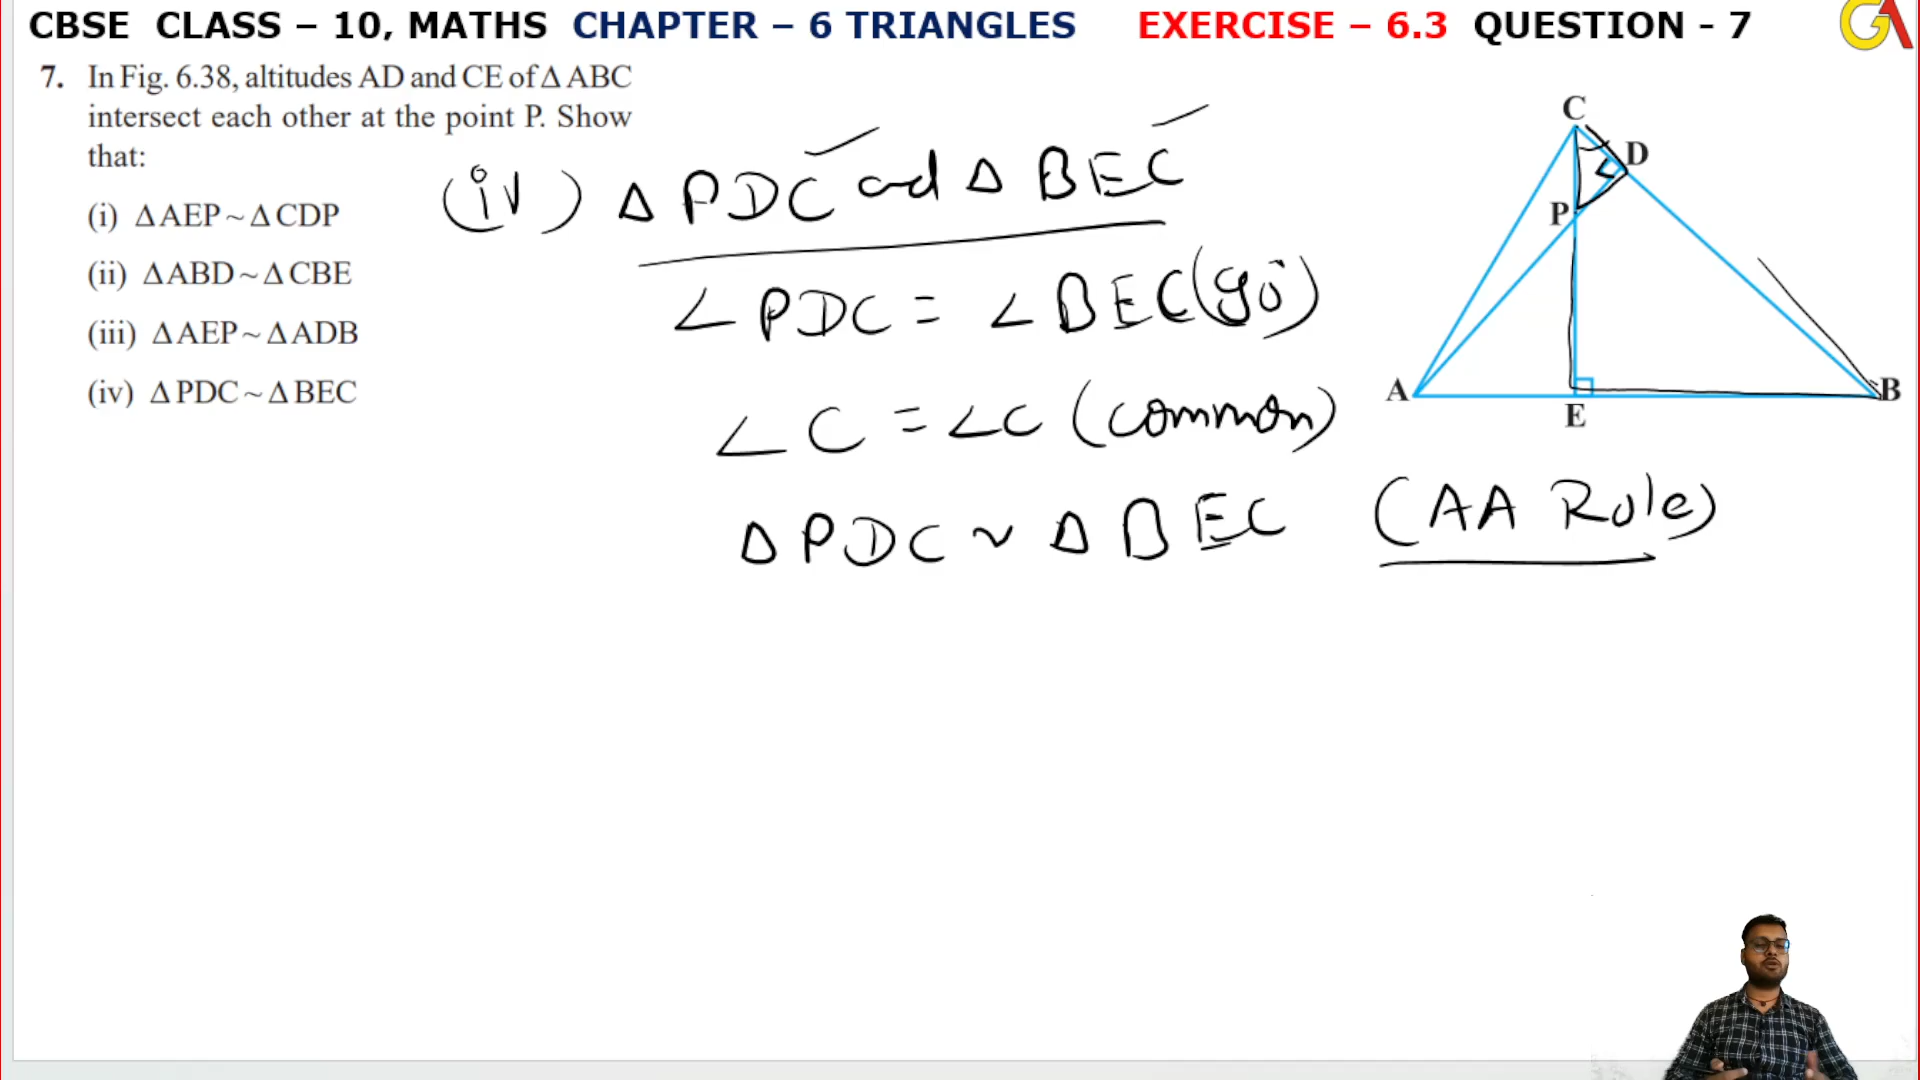 CBSE CLASS – 10, MATHS CHAPTER – 6 TRIANGLES EXERCISE – 6.3 QUESTION - 7
GA
7. In Fig. 6.38, altitudes AD and CE of Δ ABC
intersect each other at the point P. Show
that:
(i) Δ AEP ~ Δ CDP
(ii) Δ ABD ~ Δ CBE
(iii) Δ AEP ~ Δ ADB
(iv) Δ PDC ~ Δ BEC
(iv) Δ PDC and Δ BEC
∠ PDC = ∠ BEC (90°)
∠ C = ∠C (common)
Δ PDC ~ Δ BEC (AA Rule)
C
D
P
A
B
E